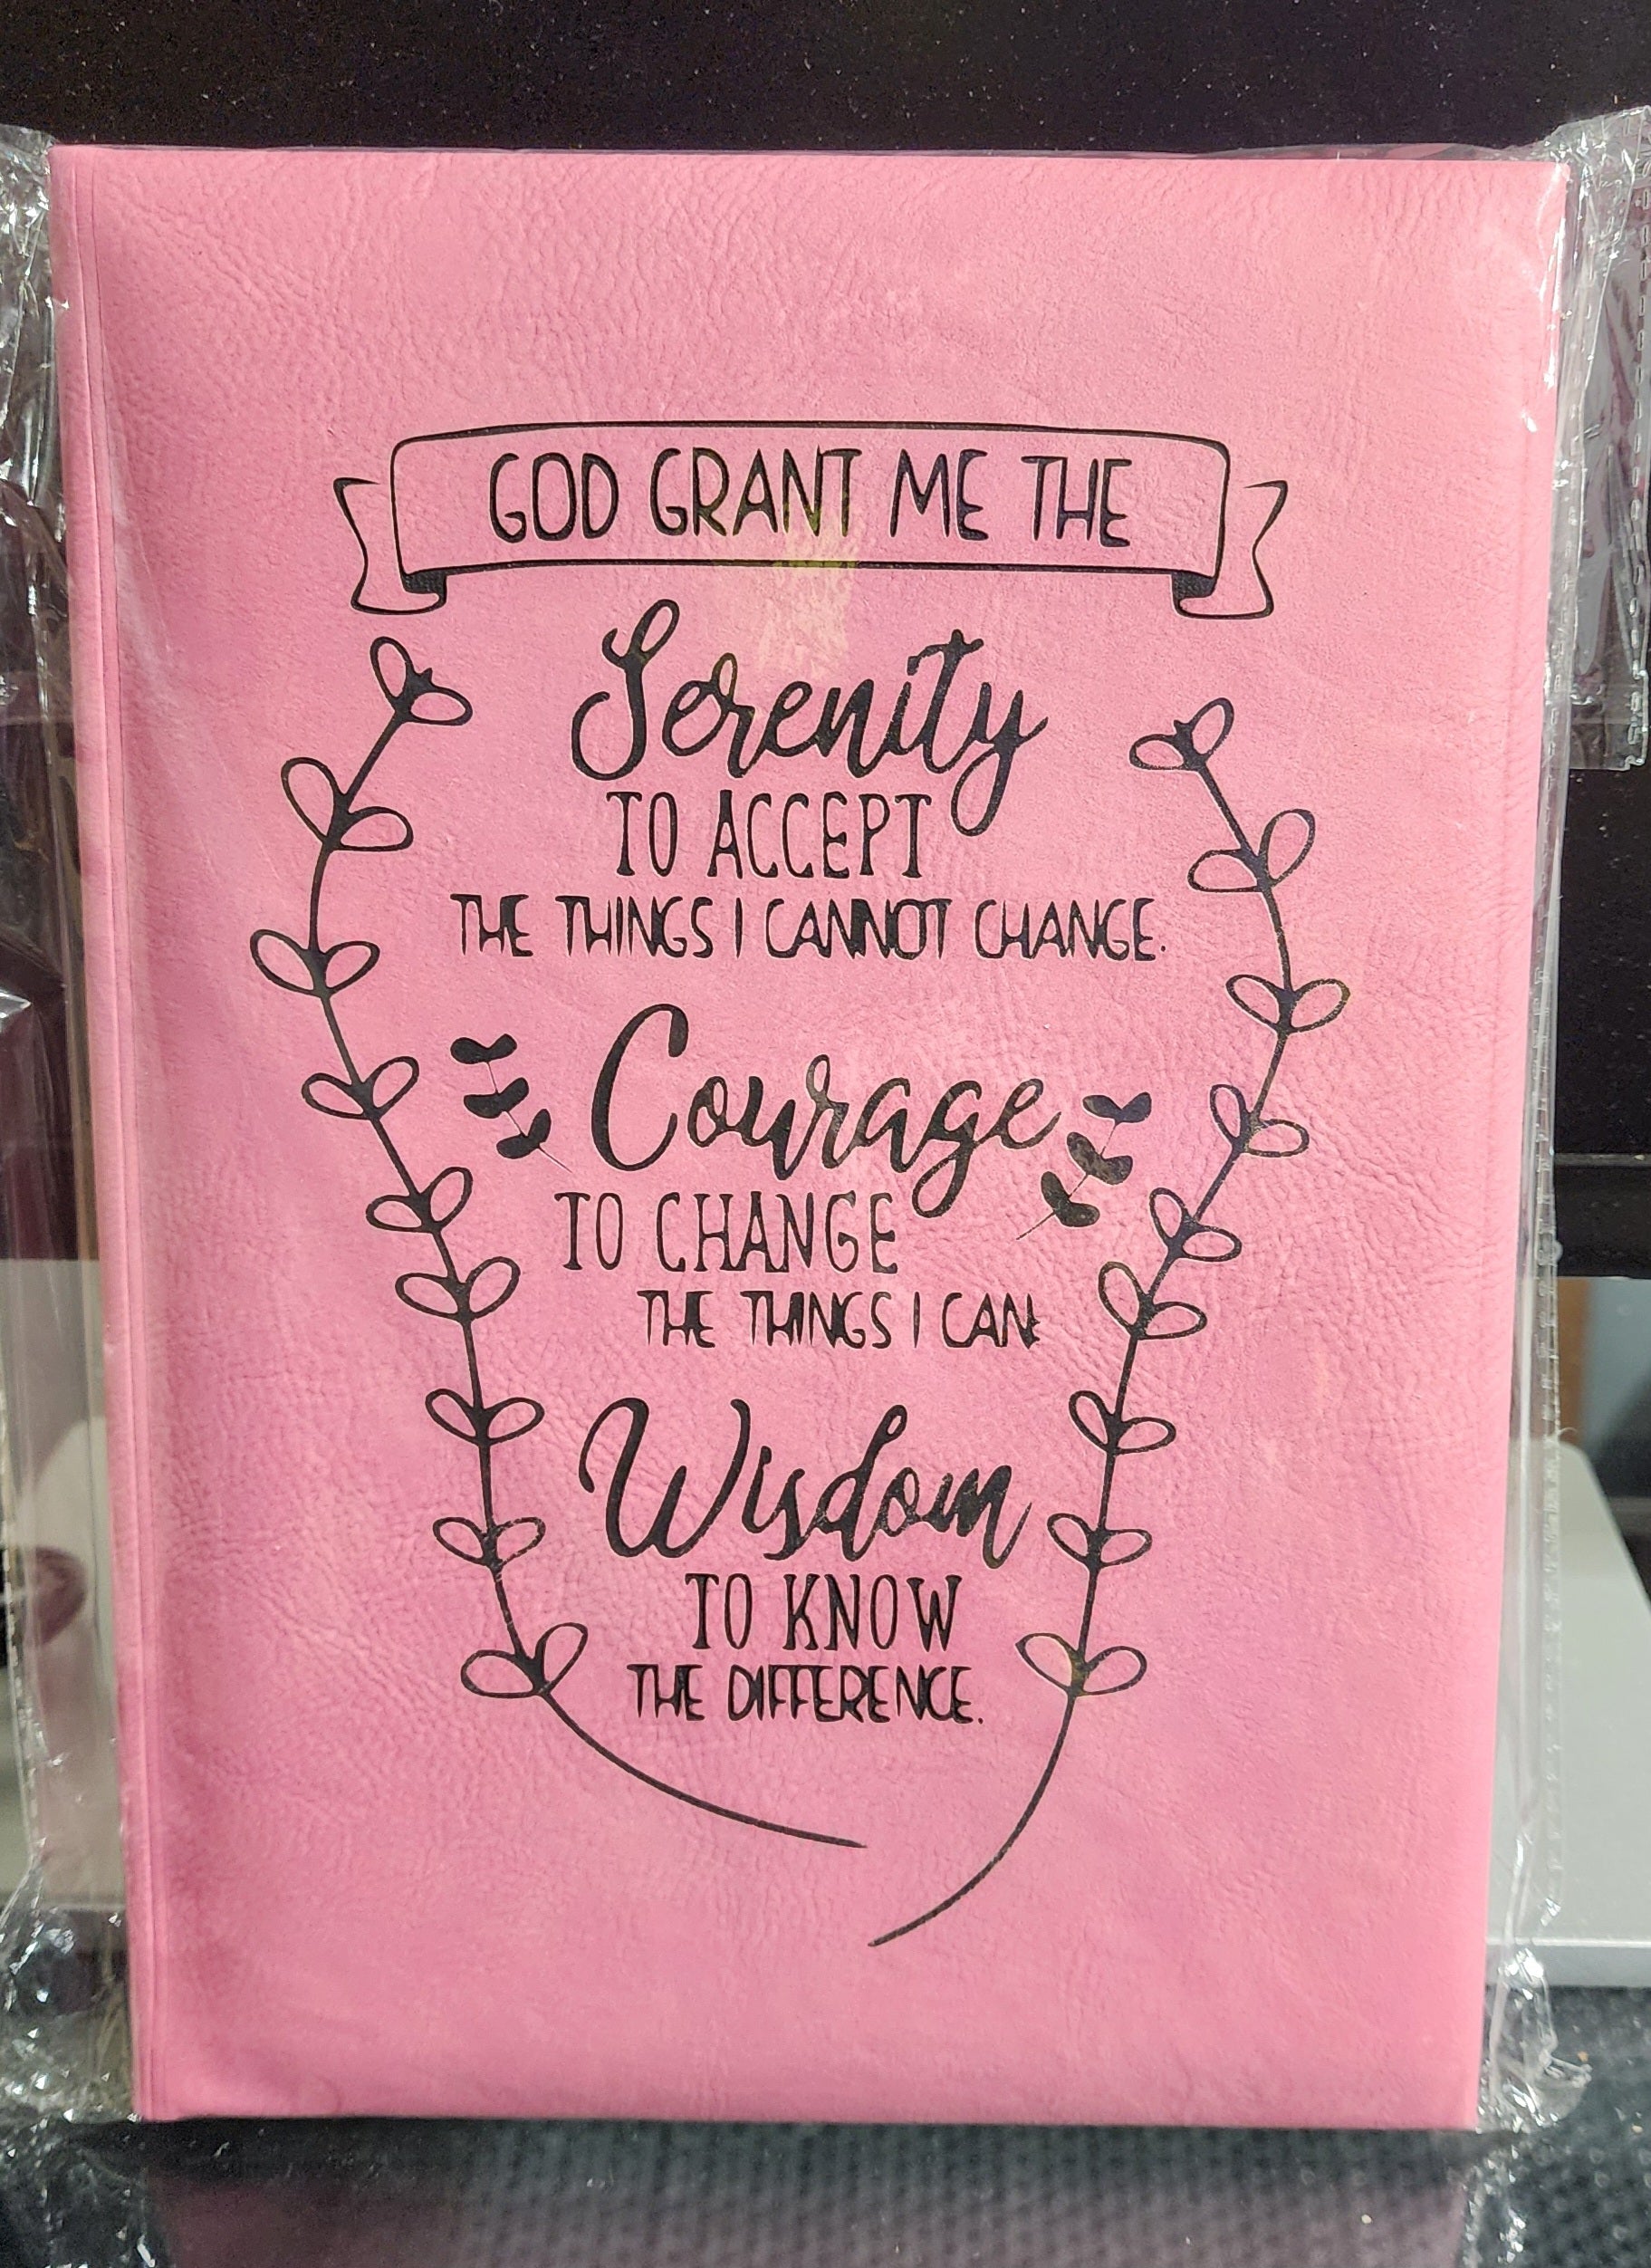 GOD GRANT ME THE
Serenity
TO ACCEPT
THE THINGS I CANNOT CHANGE.
Courage
TO CHANGE
THE THINGS I CAN
Wisdom
TO KNOW
THE DIFFERENCE.